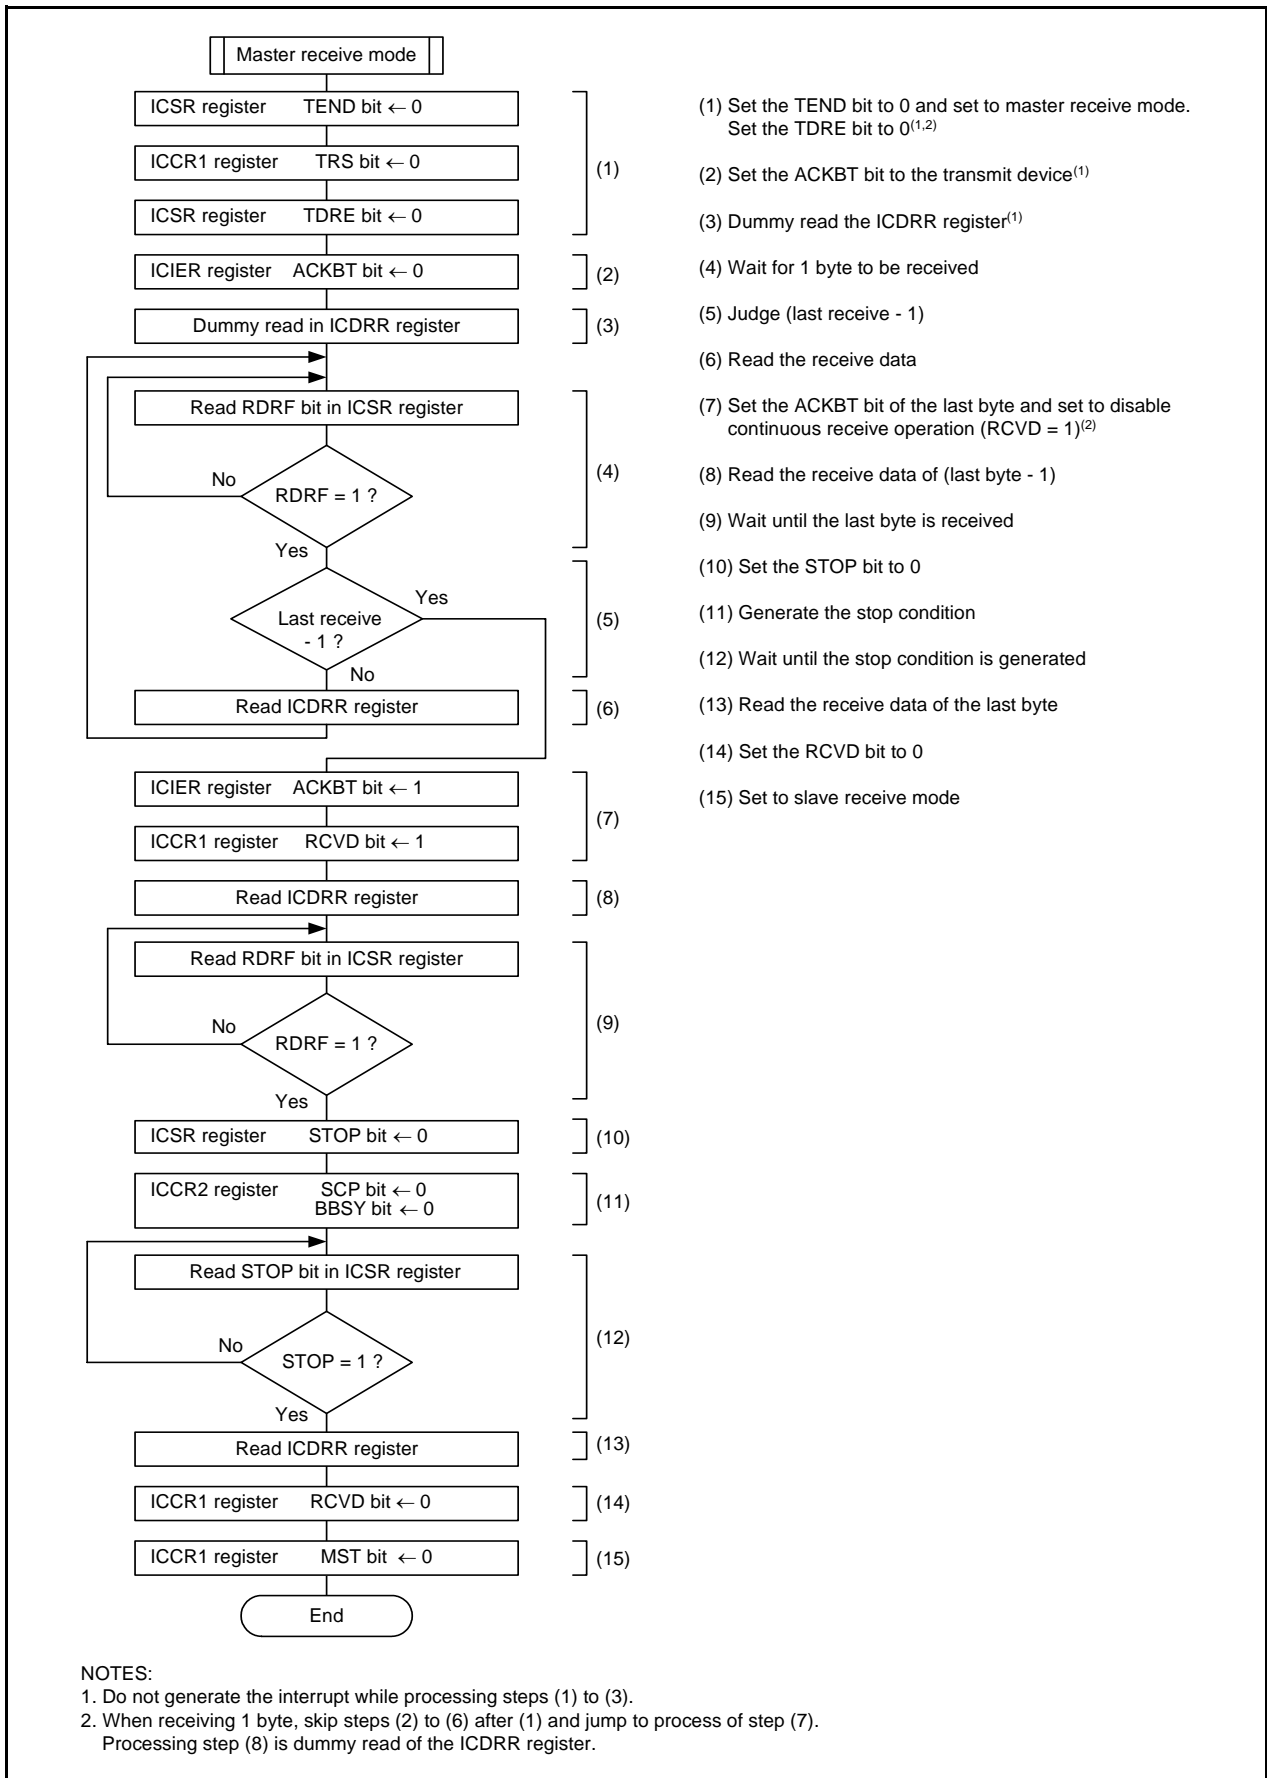 Master receive mode
ICSR register TEND bit ← 0
ICCR1 register TRS bit ← 0
ICSR register TDRE bit ← 0
(1)
ICIER register ACKBT bit ← 0
(2)
Dummy read in ICDRR register
(3)
Read RDRF bit in ICSR register
No
RDRF = 1 ?
(4)
Yes
Last receive
- 1 ?
Yes
(5)
No
Read ICDRR register
(6)
ICIER register ACKBT bit ← 1
(7)
ICCR1 register RCVD bit ← 1
Read ICDRR register
(8)
Read RDRF bit in ICSR register
No
RDRF = 1 ?
(9)
Yes
ICSR register STOP bit ← 0
(10)
ICCR2 register SCP bit ← 0
BBSY bit ← 0
(11)
Read STOP bit in ICSR register
No
STOP = 1 ?
(12)
Yes
Read ICDRR register
(13)
ICCR1 register RCVD bit ← 0
(14)
ICCR1 register MST bit ← 0
(15)
End
(1) Set the TEND bit to 0 and set to master receive mode.
Set the TDRE bit to 0(1,2)
(2) Set the ACKBT bit to the transmit device(1)
(3) Dummy read the ICDRR register(1)
(4) Wait for 1 byte to be received
(5) Judge (last receive - 1)
(6) Read the receive data
(7) Set the ACKBT bit of the last byte and set to disable
continuous receive operation (RCVD = 1)(2)
(8) Read the receive data of (last byte - 1)
(9) Wait until the last byte is received
(10) Set the STOP bit to 0
(11) Generate the stop condition
(12) Wait until the stop condition is generated
(13) Read the receive data of the last byte
(14) Set the RCVD bit to 0
(15) Set to slave receive mode
NOTES:
1. Do not generate the interrupt while processing steps (1) to (3).
2. When receiving 1 byte, skip steps (2) to (6) after (1) and jump to process of step (7).
Processing step (8) is dummy read of the ICDRR register.